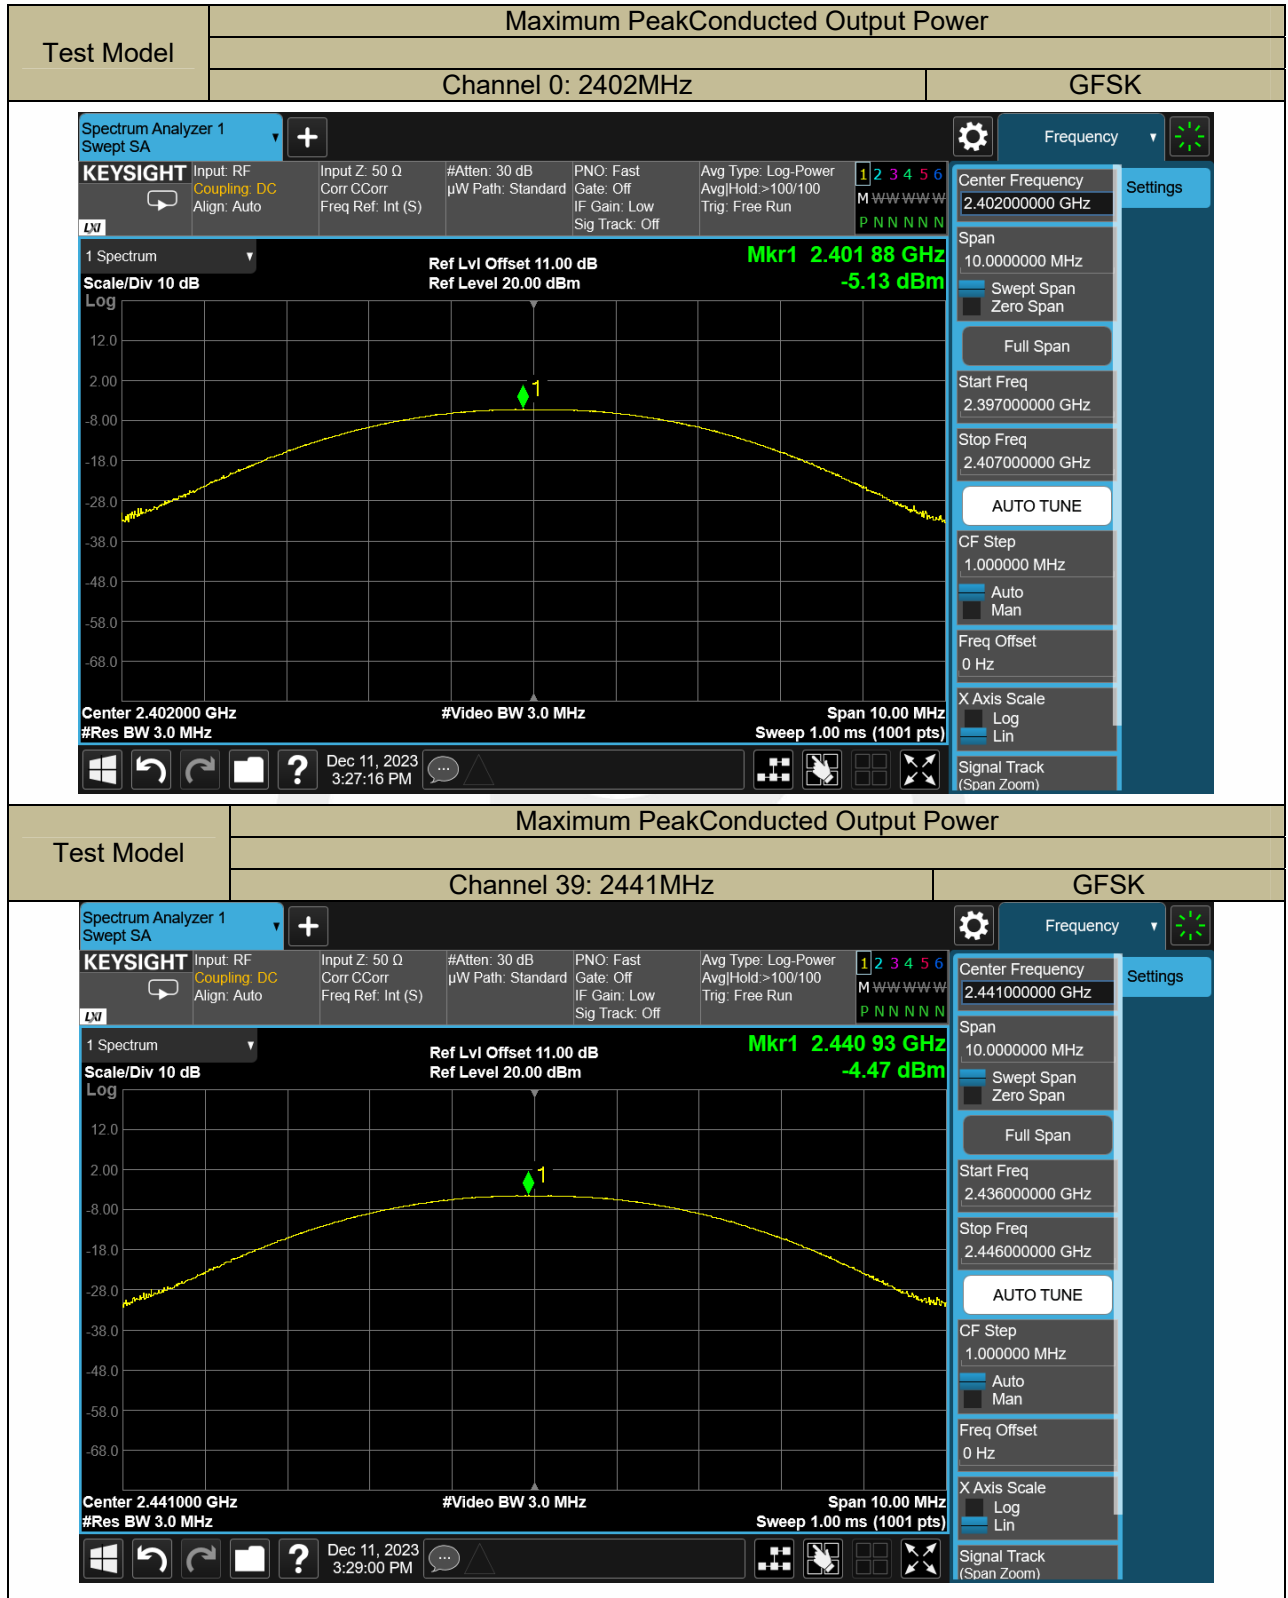 Test Model
Maximum PeakConducted Output Power
Channel 0: 2402MHz
GFSK
Spectrum Analyzer 1
Swept SA
Frequency
KEYSIGHT
LXI
Input: RF
Coupling: DC
Align: Auto
Input Z: 50 Ω
Corr CCorr
Freq Ref: Int (S)
#Atten: 30 dB
µW Path: Standard
PNO: Fast
Gate: Off
IF Gain: Low
Sig Track: Off
Avg Type: Log-Power
Avg|Hold:>100/100
Trig: Free Run
1 2 3 4 5 6
M W W W W W
P N N N N N
Center Frequency
2.402000000 GHz
Settings
Span
10.0000000 MHz
Swept Span
Zero Span
Full Span
Start Freq
2.397000000 GHz
Stop Freq
2.407000000 GHz
AUTO TUNE
CF Step
1.000000 MHz
Auto
Man
Freq Offset
0 Hz
X Axis Scale
Log
Lin
Signal Track
(Span Zoom)
1 Spectrum
Scale/Div 10 dB
Ref Lvl Offset 11.00 dB
Ref Level 20.00 dBm
Mkr1 2.401 88 GHz
-5.13 dBm
Log
12.0
2.00
-8.00
-18.0
-28.0
-38.0
-48.0
-58.0
-68.0
1
Center 2.402000 GHz
#Res BW 3.0 MHz
#Video BW 3.0 MHz
Span 10.00 MHz
Sweep 1.00 ms (1001 pts)
?
Dec 11, 2023
3:27:16 PM
Test Model
Maximum PeakConducted Output Power
Channel 39: 2441MHz
GFSK
Spectrum Analyzer 1
Swept SA
Frequency
KEYSIGHT
LXI
Input: RF
Coupling: DC
Align: Auto
Input Z: 50 Ω
Corr CCorr
Freq Ref: Int (S)
#Atten: 30 dB
µW Path: Standard
PNO: Fast
Gate: Off
IF Gain: Low
Sig Track: Off
Avg Type: Log-Power
Avg|Hold:>100/100
Trig: Free Run
1 2 3 4 5 6
M W W W W W
P N N N N N
Center Frequency
2.441000000 GHz
Settings
Span
10.0000000 MHz
Swept Span
Zero Span
Full Span
Start Freq
2.436000000 GHz
Stop Freq
2.446000000 GHz
AUTO TUNE
CF Step
1.000000 MHz
Auto
Man
Freq Offset
0 Hz
X Axis Scale
Log
Lin
Signal Track
(Span Zoom)
1 Spectrum
Scale/Div 10 dB
Ref Lvl Offset 11.00 dB
Ref Level 20.00 dBm
Mkr1 2.440 93 GHz
-4.47 dBm
Log
12.0
2.00
-8.00
-18.0
-28.0
-38.0
-48.0
-58.0
-68.0
1
Center 2.441000 GHz
#Res BW 3.0 MHz
#Video BW 3.0 MHz
Span 10.00 MHz
Sweep 1.00 ms (1001 pts)
?
Dec 11, 2023
3:29:00 PM